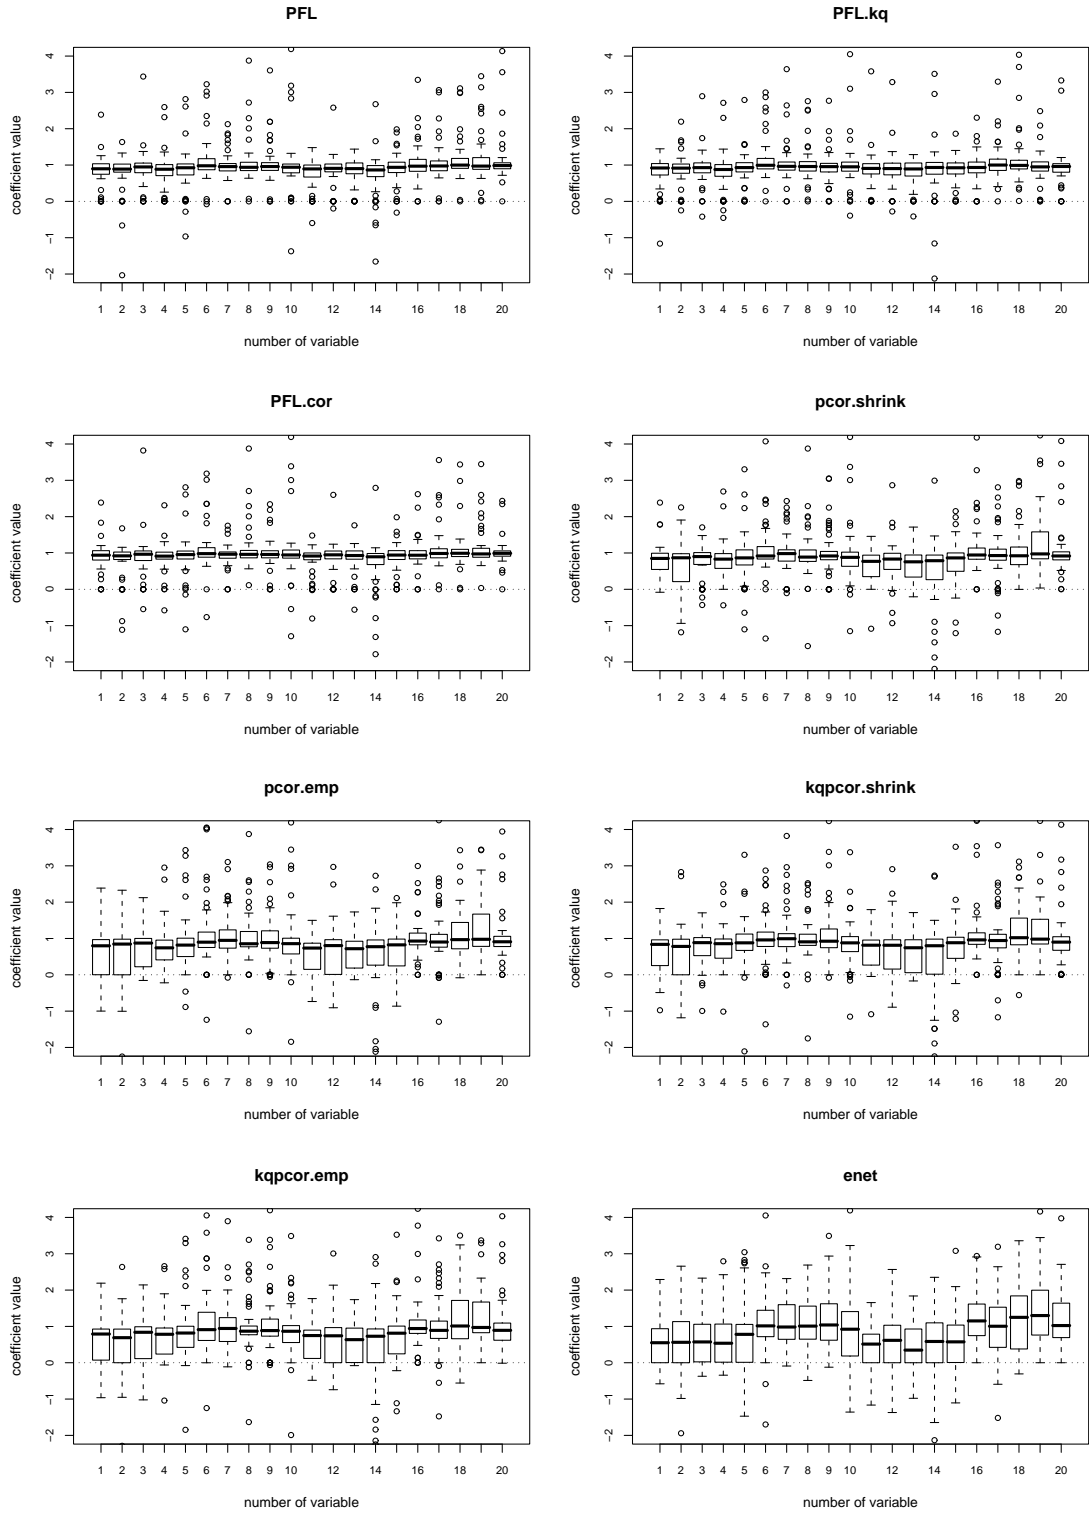 PFL
coefficient value
−2 −1 0 1 2 3 4
1 2 3 4 5 6 7 8 9 10 12 14 16 18 20
number of variable
PFL.kq
coefficient value
−2 −1 0 1 2 3 4
1 2 3 4 5 6 7 8 9 10 12 14 16 18 20
number of variable
PFL.cor
coefficient value
−2 −1 0 1 2 3 4
1 2 3 4 5 6 7 8 9 10 12 14 16 18 20
number of variable
pcor.shrink
coefficient value
−2 −1 0 1 2 3 4
1 2 3 4 5 6 7 8 9 10 12 14 16 18 20
number of variable
pcor.emp
coefficient value
−2 −1 0 1 2 3 4
1 2 3 4 5 6 7 8 9 10 12 14 16 18 20
number of variable
kqpcor.shrink
coefficient value
−2 −1 0 1 2 3 4
1 2 3 4 5 6 7 8 9 10 12 14 16 18 20
number of variable
kqpcor.emp
coefficient value
−2 −1 0 1 2 3 4
1 2 3 4 5 6 7 8 9 10 12 14 16 18 20
number of variable
enet
coefficient value
−2 −1 0 1 2 3 4
1 2 3 4 5 6 7 8 9 10 12 14 16 18 20
number of variable